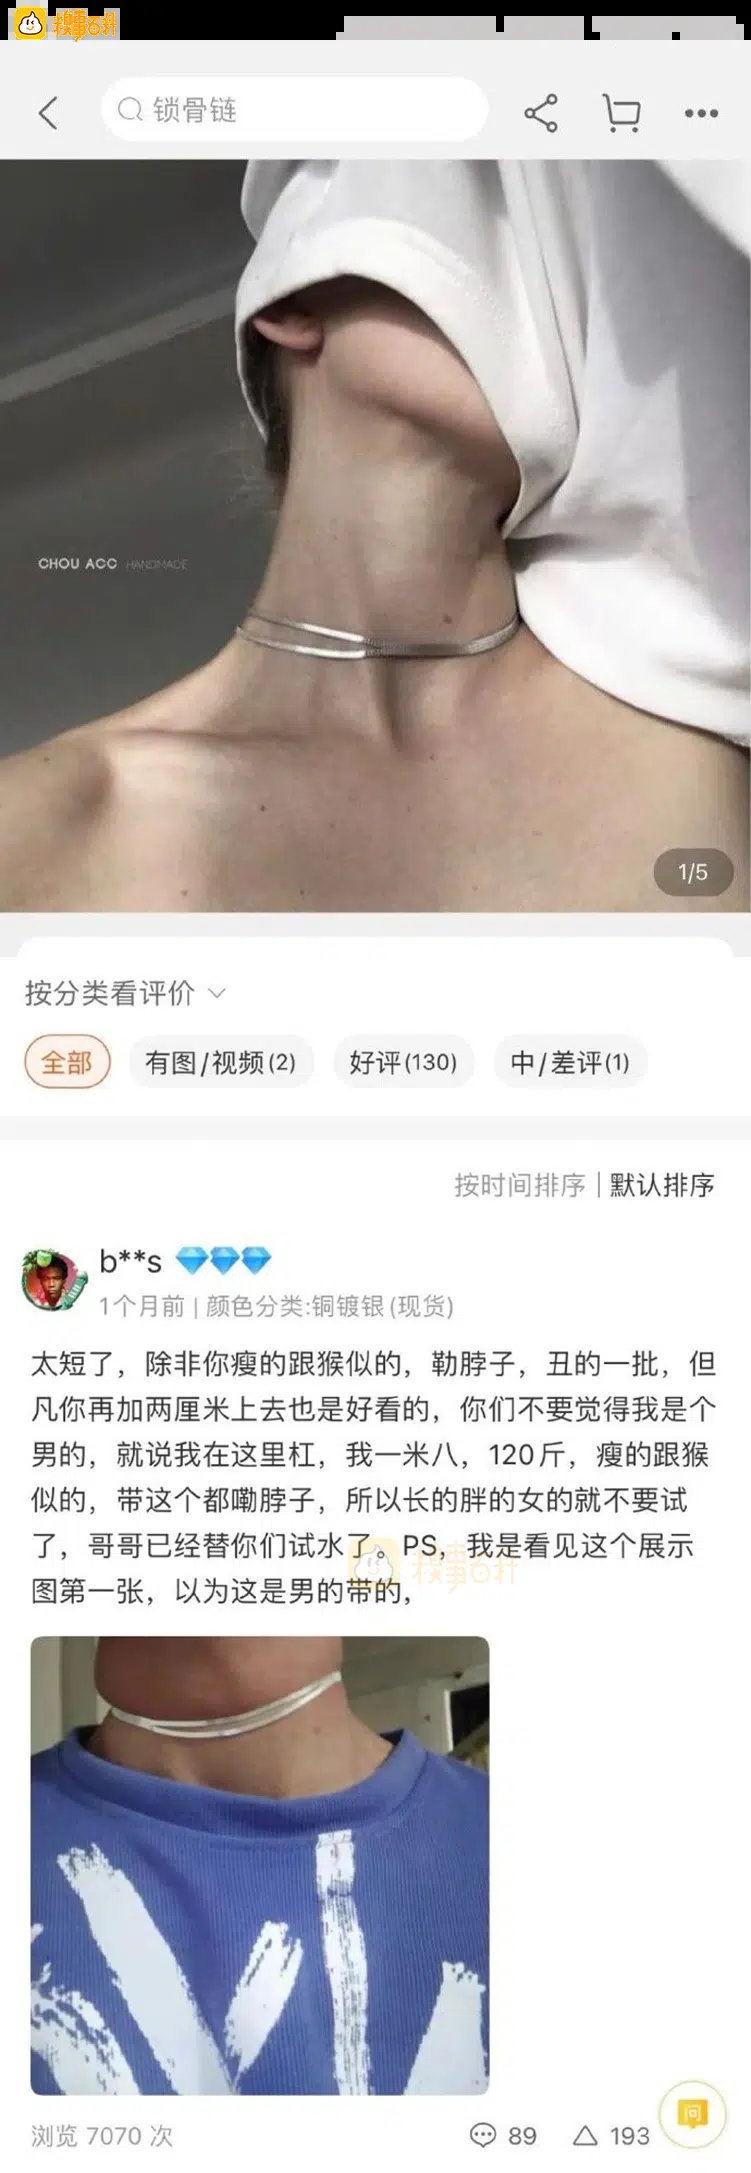 搜事百科
锁骨链
CHOU ACC HANDMADE
1/5
按分类看评价
全部
有图/视频(2)
好评(130)
中/差评(1)
按时间排序|默认排序
b**s
1个月前|颜色分类:铜镀银(现货)
太短了，除非你瘦的跟猴似的，勒脖子，丑的一批，但
凡你再加两厘米上去也是好看的，你们不要觉得我是个
男的，就说我在这里杠，我一米八，120斤，瘦的跟猴
似的，带这个都嘞脖子，所以长的胖的女的就不要试
了，哥哥已经替你们试水了。PS，我是看见这个展示
图第一张，以为这是男的带的，
搜事百科
浏览 7070 次
89
193
问